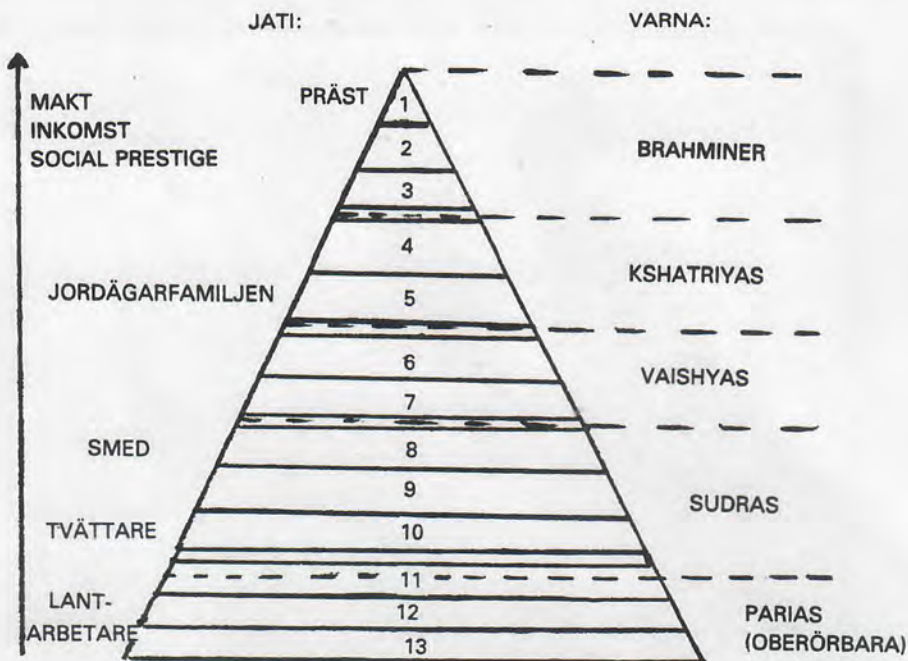 JATI:
VARNA:
MAKT
INKOMST
SOCIAL PRESTIGE
PRÄST
1
2
BRAHMINER
3
4
KSHATRIYAS
JORDÄGARFAMILJEN
5
6
VAISHYAS
7
SMED
8
9
SUDRAS
TVÄTTARE
10
11
LANT-
ARBETARE
12
PARIAS
(OBERÖRBARA)
13